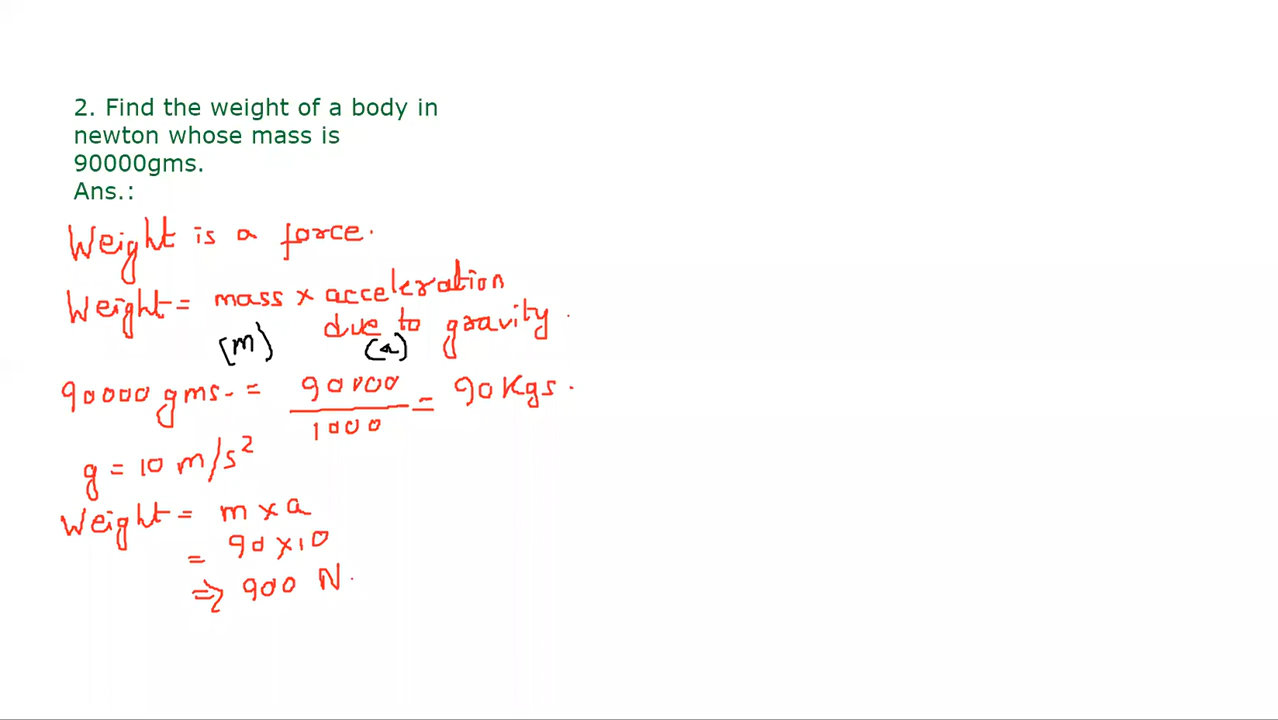 2. Find the weight of a body in
newton whose mass is
90000gms.
Ans.:
Weight is a force.
Weight = mass x acceleration
due to gravity.
[m} (a)
90000 gms. = 90000/1000 = 90 Kgs.
g = 10 m/s²
Weight = m x a
= 90 x 10
⇒ 900 N.